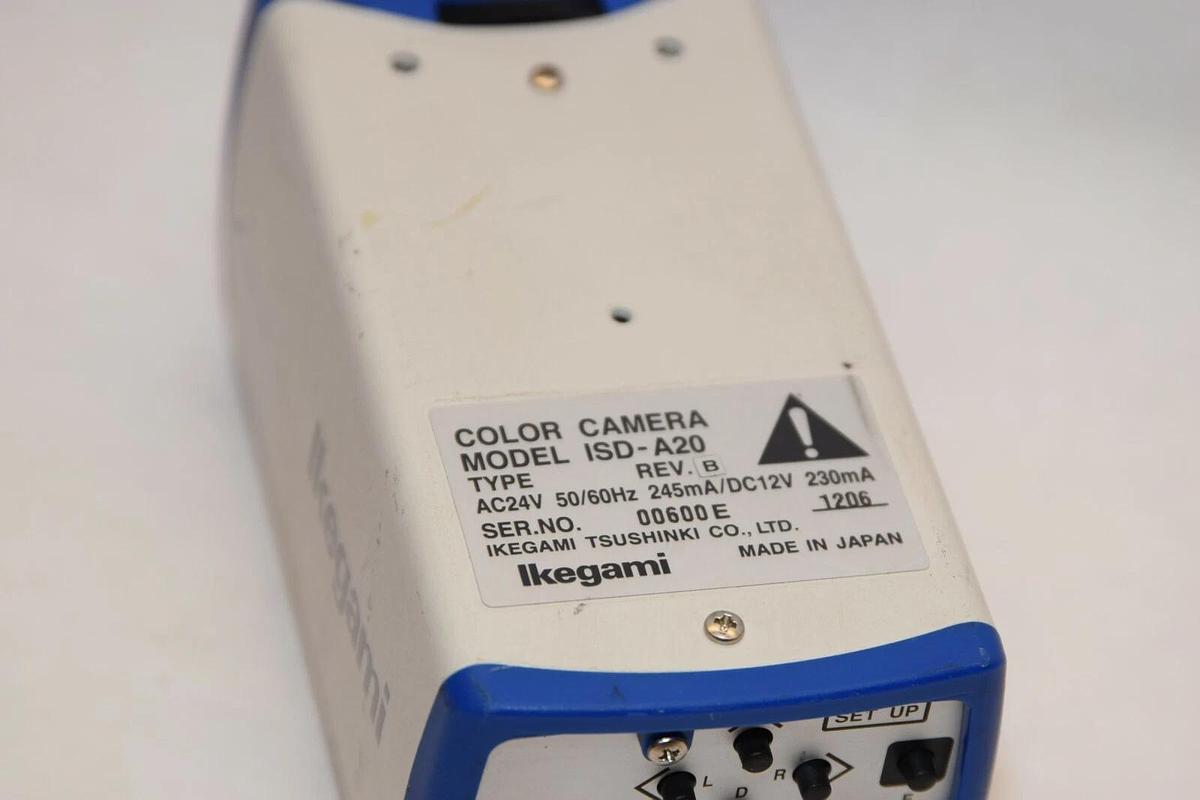 COLOR CAMERA
MODEL ISD-A20
TYPE REV. B
AC24V 50/60Hz 245mA/DC12V 230mA
SER.NO. 00600E 1206
IKEGAMI TSUSHINKI CO., LTD.
Ikegami MADE IN JAPAN
Ikegami
SET UP
L R
D